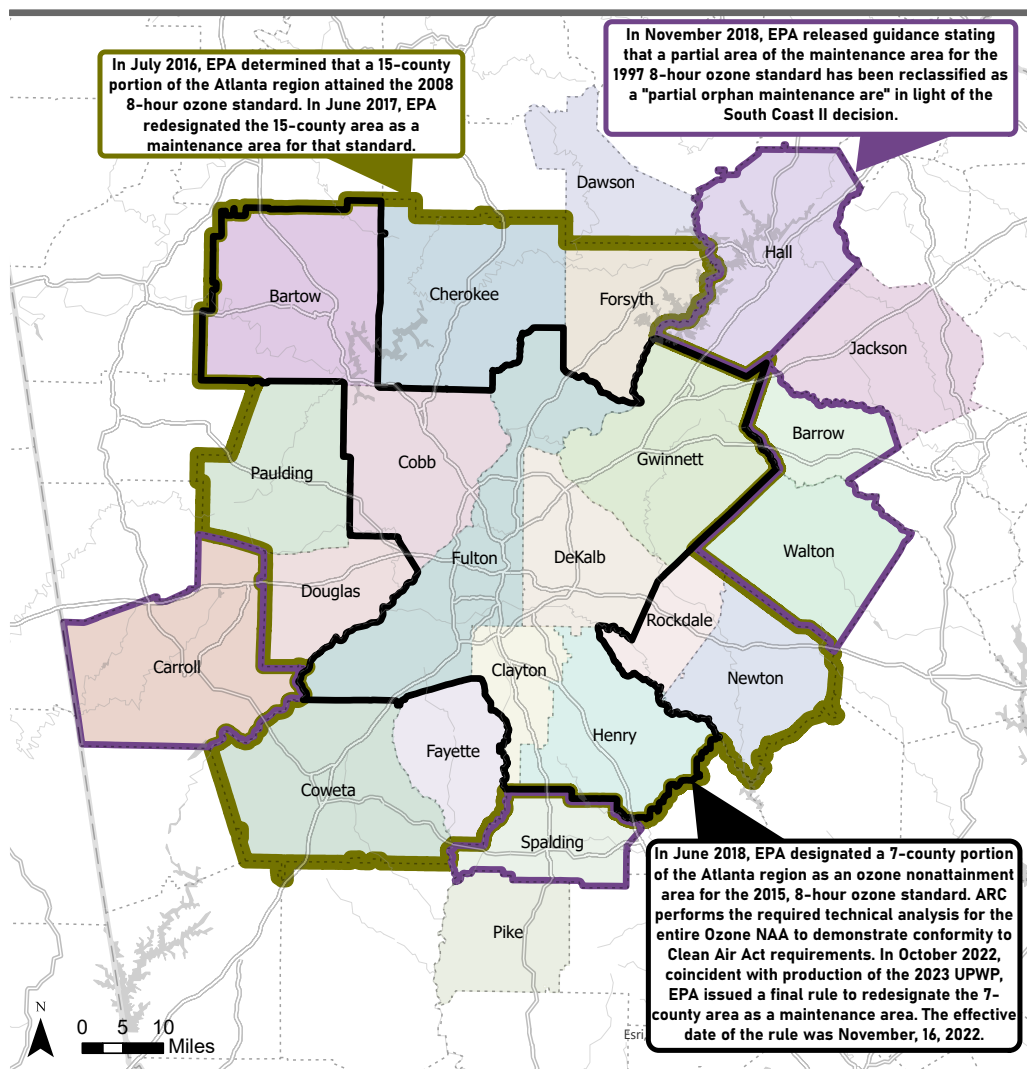 In July 2016, EPA determined that a 15-county
portion of the Atlanta region attained the 2008
8-hour ozone standard. In June 2017, EPA
redesignated the 15-county area as a
maintenance area for that standard.
In November 2018, EPA released guidance stating
that a partial area of the maintenance area for the
1997 8-hour ozone standard has been reclassified as
a "partial orphan maintenance are" in light of the
South Coast II decision.
Dawson
Hall
Bartow
Cherokee
Forsyth
Jackson
Barrow
Paulding
Cobb
Gwinnett
Walton
Fulton
DeKalb
Douglas
Rockdale
Carroll
Clayton
Newton
Henry
Fayette
Coweta
Spalding
Pike
In June 2018, EPA designated a 7-county portion
of the Atlanta region as an ozone nonattainment
area for the 2015, 8-hour ozone standard. ARC
performs the required technical analysis for the
entire Ozone NAA to demonstrate conformity to
Clean Air Act requirements. In October 2022,
coincident with production of the 2023 UPWP,
EPA issued a final rule to redesignate the 7-
county area as a maintenance area. The effective
date of the rule was November, 16, 2022.
N
0 5 10
Miles
Esri,